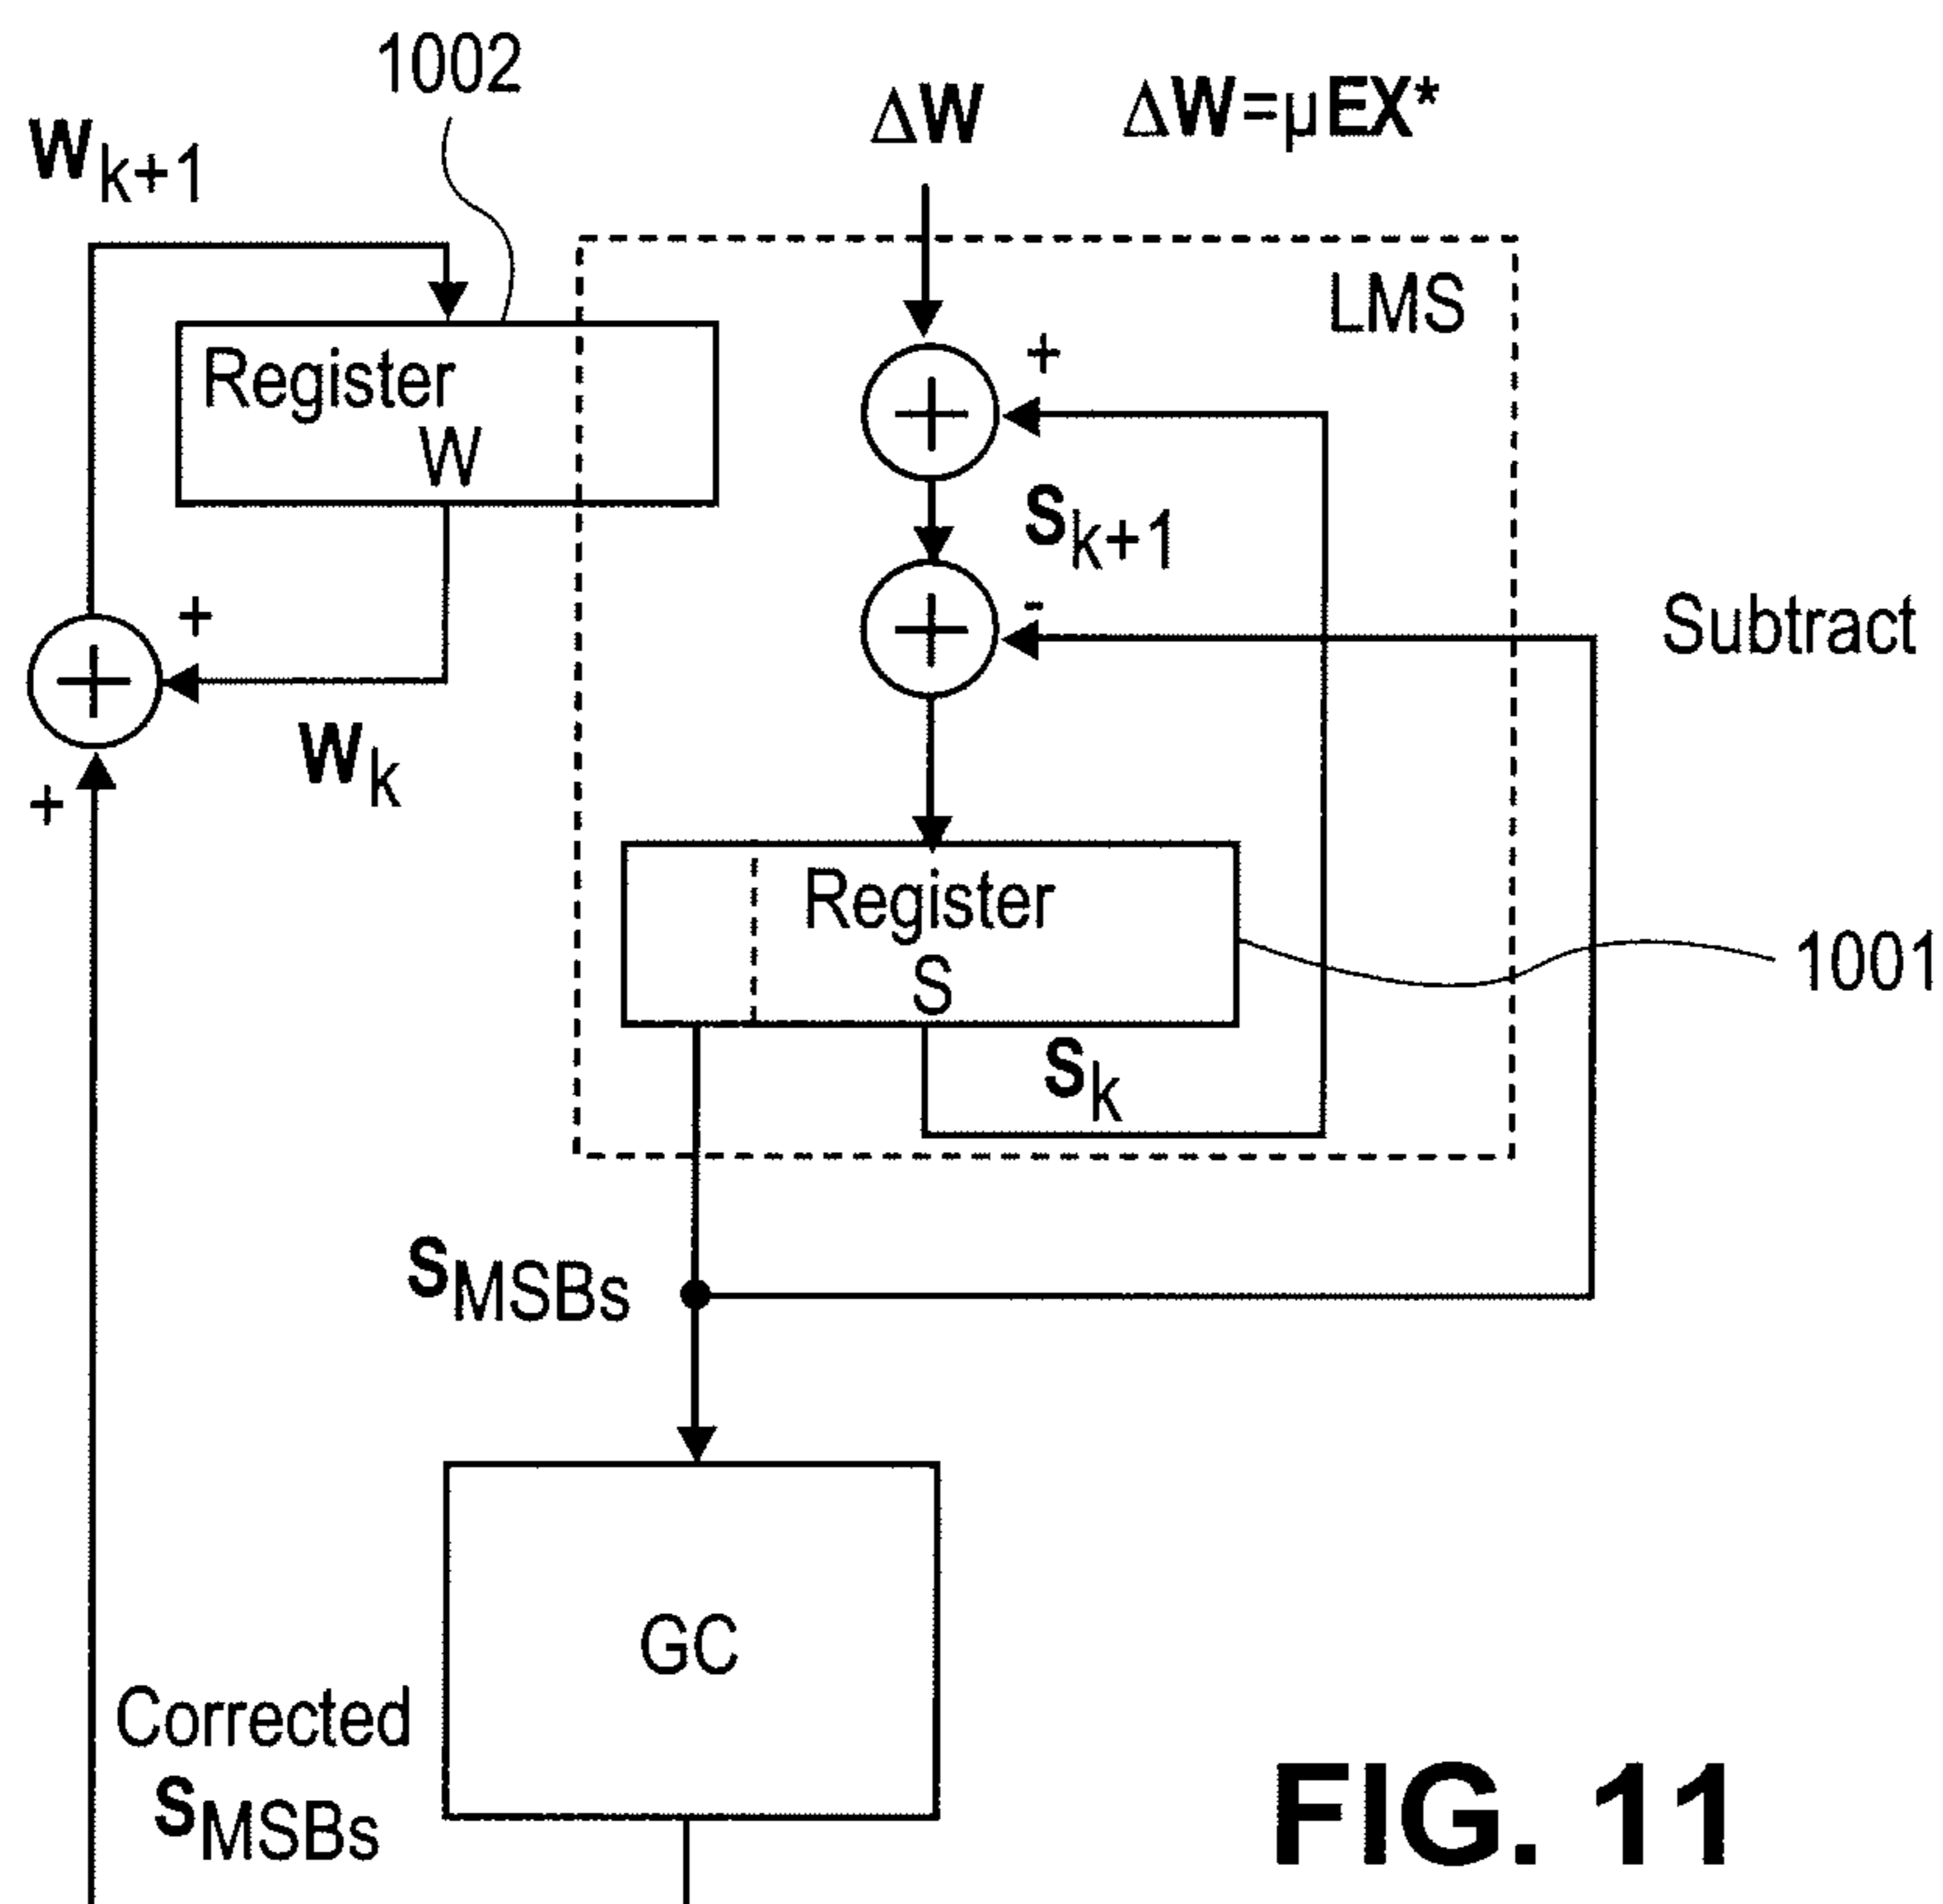 1002
ΔW
ΔW=μEX*
Wk+1
LMS
Register
W
+
Sk+1
-
+
Subtract
Wk
+
Register
S
1001
Sk
SMSBs
GC
Corrected
SMSBs
FIG. 11